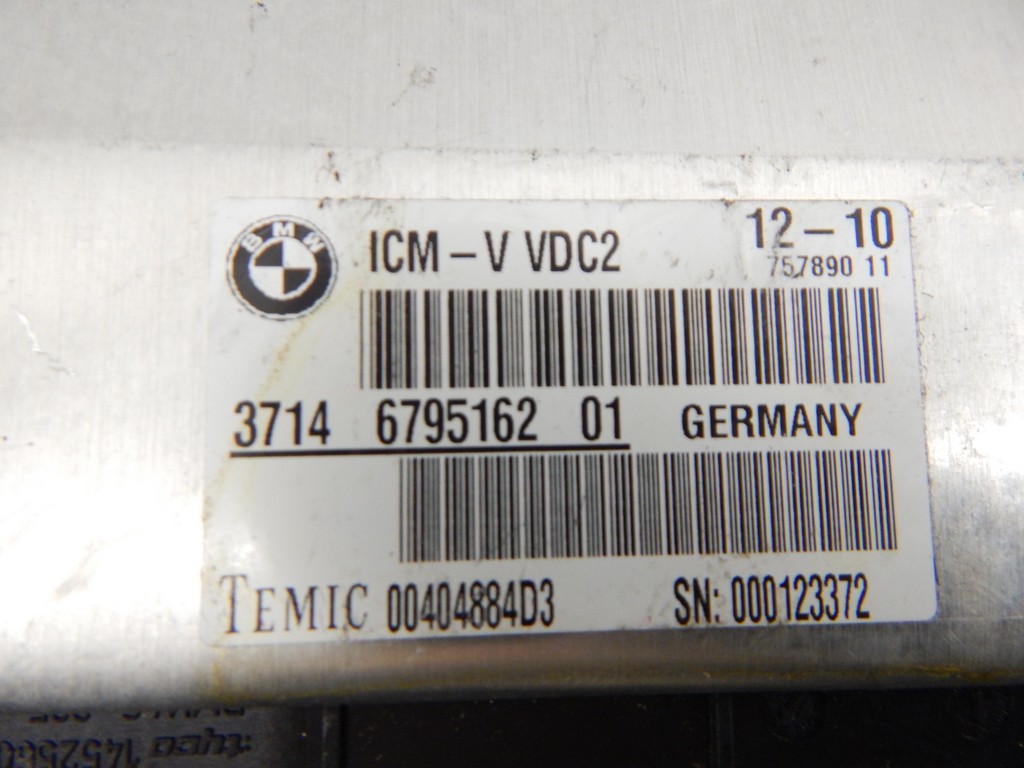 BMW
ICM – V VDC2
12 – 10
757890 11
3714 6795162 01 GERMANY
TEMIC 00404884D3 SN: 000123372